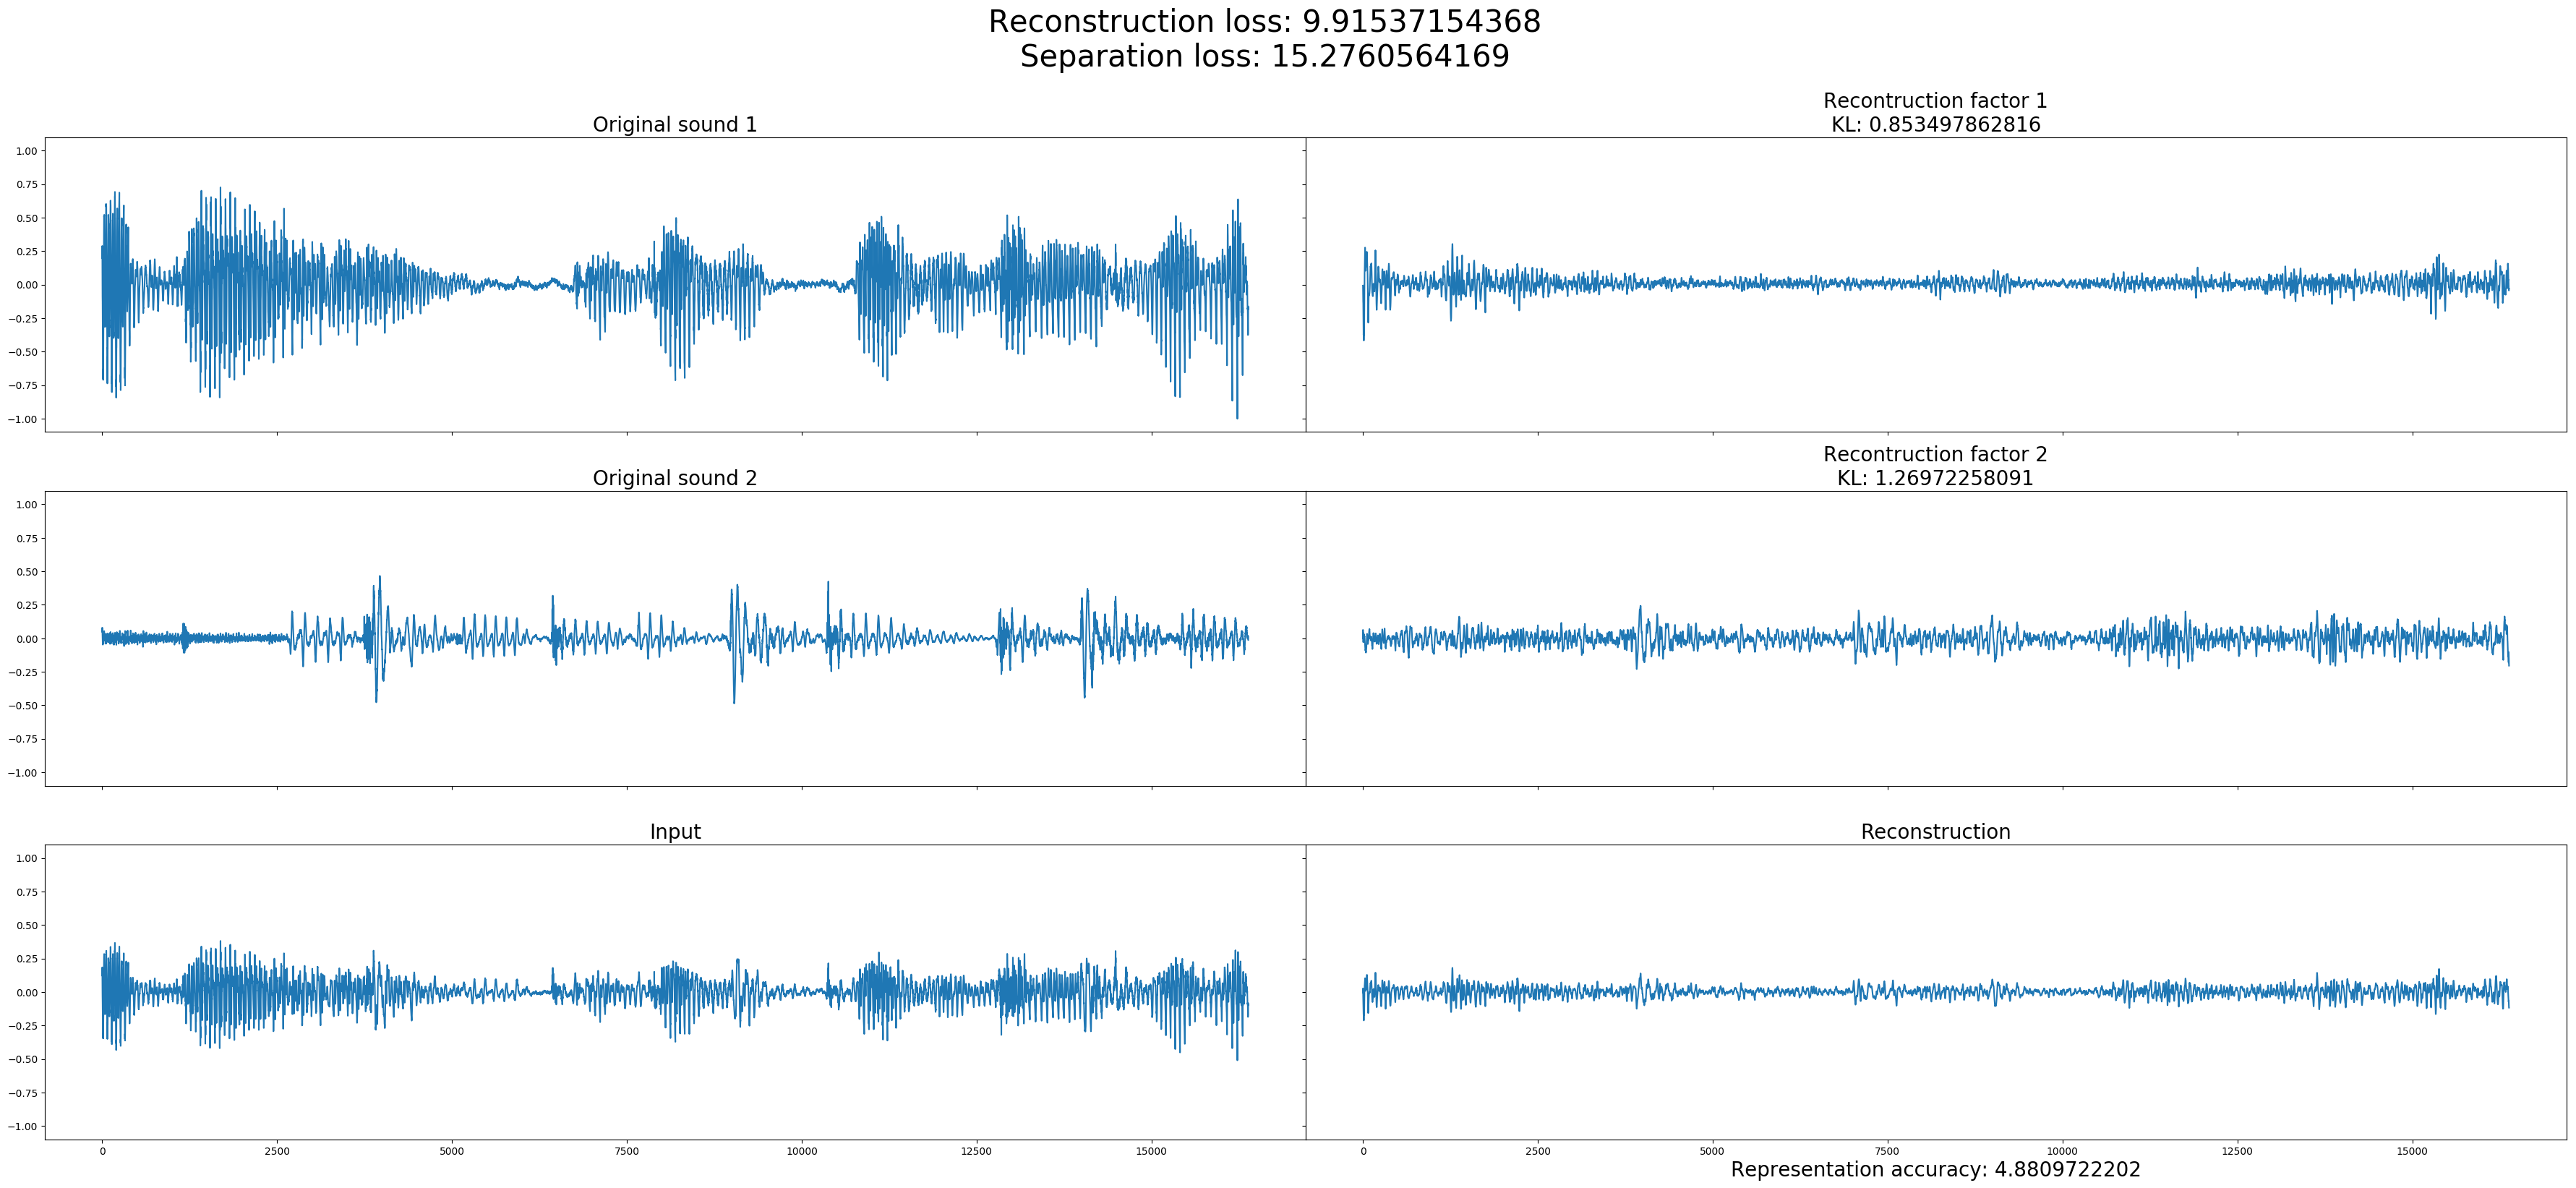 Reconstruction loss: 9.91537154368
Separation loss: 15.2760564169
Original sound 1
Recontruction factor 1
KL: 0.853497862816
1.00
0.75
0.50
0.25
0.00
−0.25
−0.50
−0.75
−1.00
Original sound 2
Recontruction factor 2
KL: 1.26972258091
1.00
0.75
0.50
0.25
0.00
−0.25
−0.50
−0.75
−1.00
Input
Reconstruction
1.00
0.75
0.50
0.25
0.00
−0.25
−0.50
−0.75
−1.00
0 2500 5000 7500 10000 12500 15000
0 2500 5000 7500 10000 12500 15000
Representation accuracy: 4.8809722202